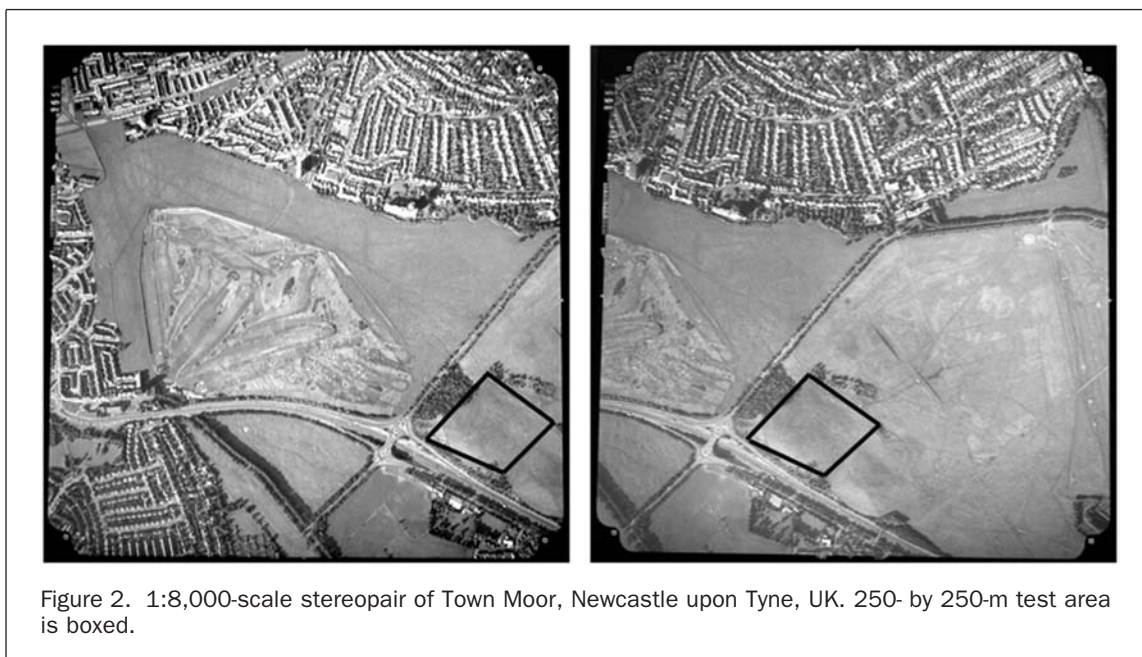 Figure 2. 1:8,000-scale stereopair of Town Moor, Newcastle upon Tyne, UK. 250- by 250-m test area
is boxed.